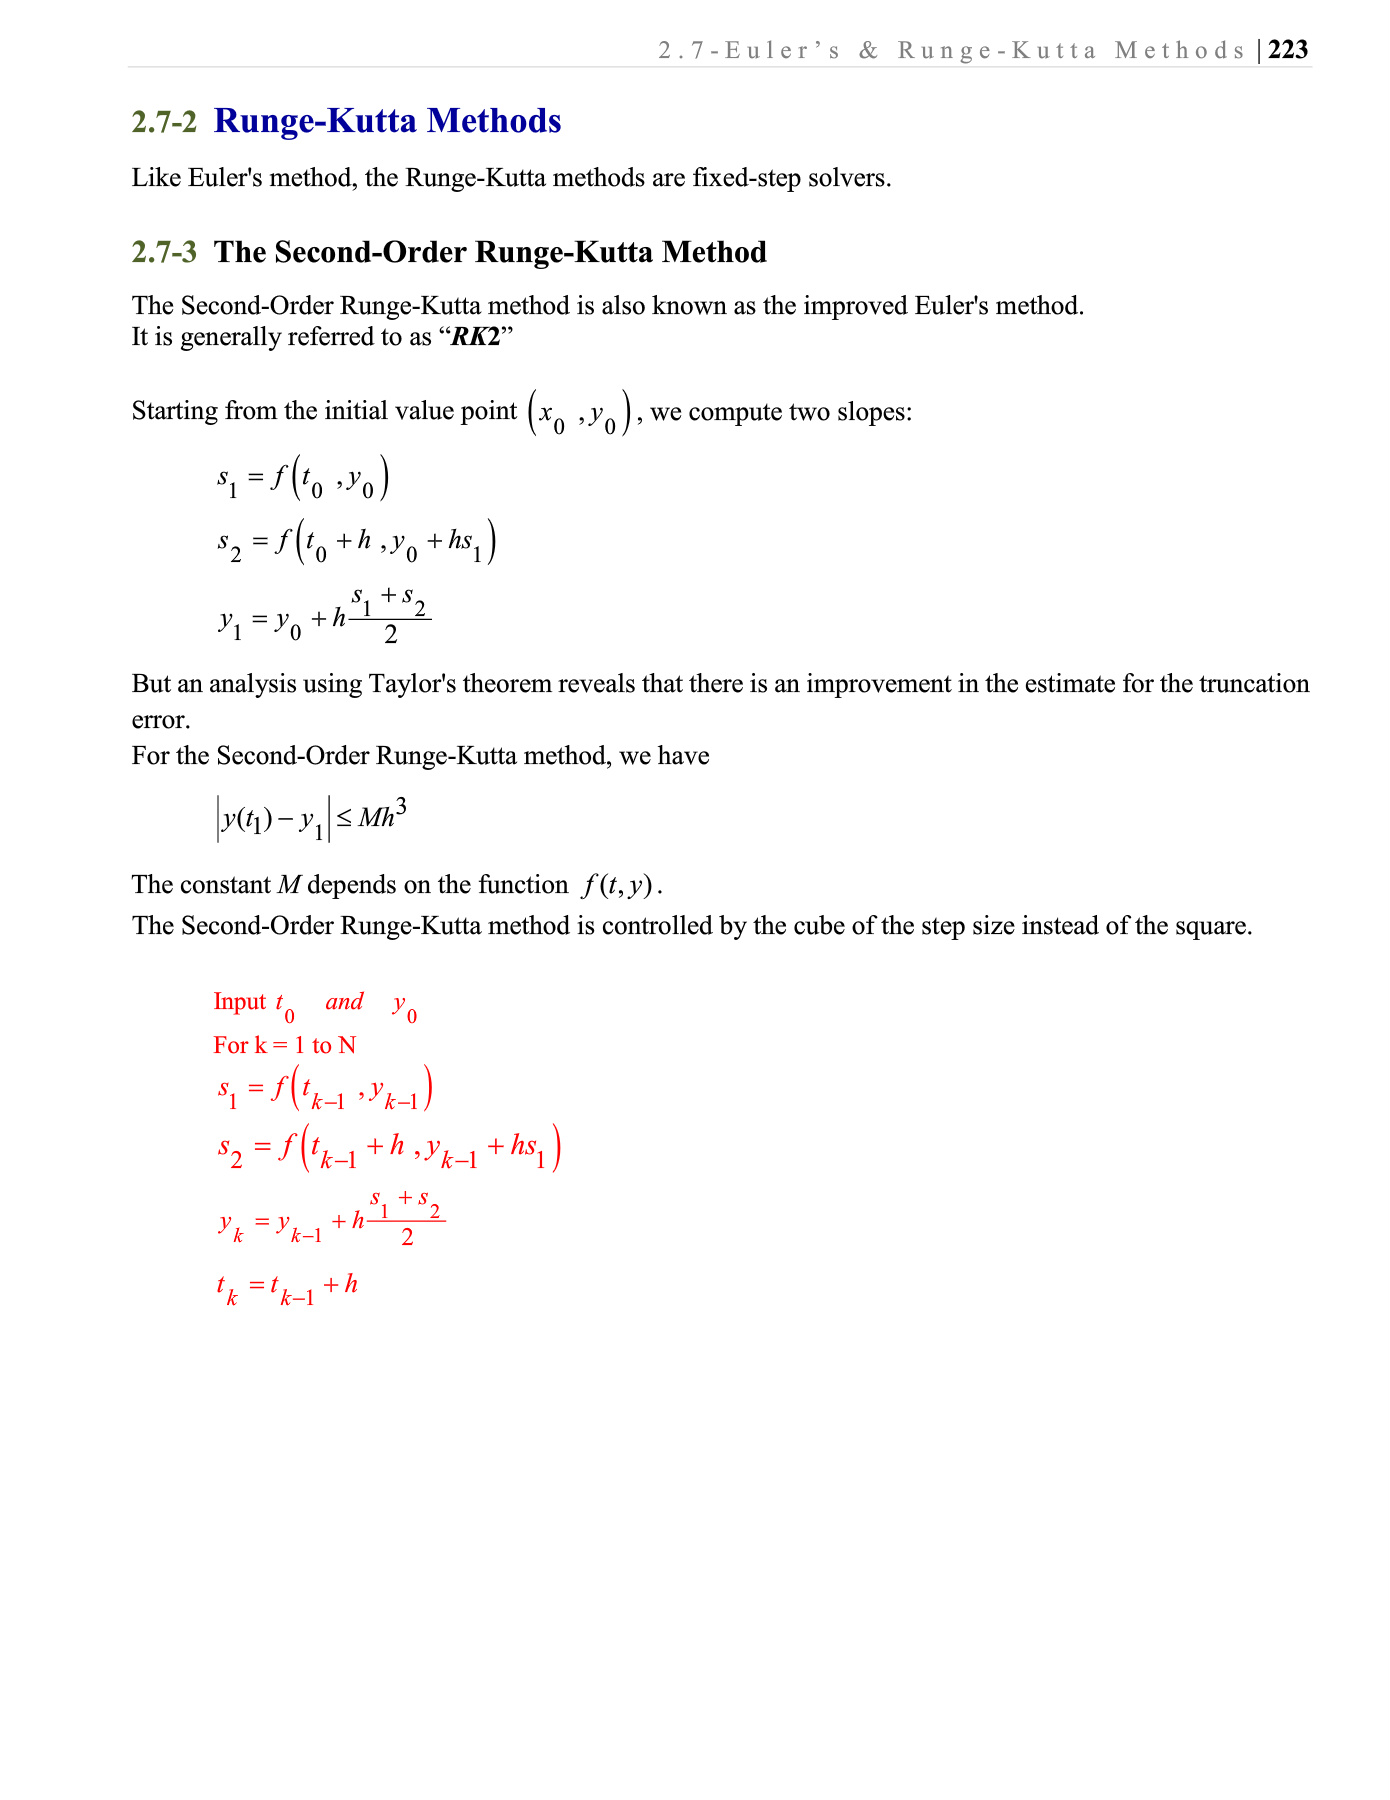 2.7-Euler’s & Runge-Kutta Methods | 223
2.7-2 Runge-Kutta Methods
Like Euler's method, the Runge-Kutta methods are fixed-step solvers.
2.7-3 The Second-Order Runge-Kutta Method
The Second-Order Runge-Kutta method is also known as the improved Euler's method.
It is generally referred to as “RK2”
Starting from the initial value point (x_0 , y_0), we compute two slopes:
s_1 = f(t_0 , y_0)
s_2 = f(t_0 + h , y_0 + hs_1)
y_1 = y_0 + h (s_1 + s_2)/2
But an analysis using Taylor's theorem reveals that there is an improvement in the estimate for the truncation
error.
For the Second-Order Runge-Kutta method, we have
|y(t_1) − y_1| ≤ Mh^3
The constant M depends on the function f(t, y).
The Second-Order Runge-Kutta method is controlled by the cube of the step size instead of the square.
Input t_0 and y_0
For k = 1 to N
s_1 = f(t_{k−1} , y_{k−1})
s_2 = f(t_{k−1} + h , y_{k−1} + hs_1)
y_k = y_{k−1} + h (s_1 + s_2)/2
t_k = t_{k−1} + h